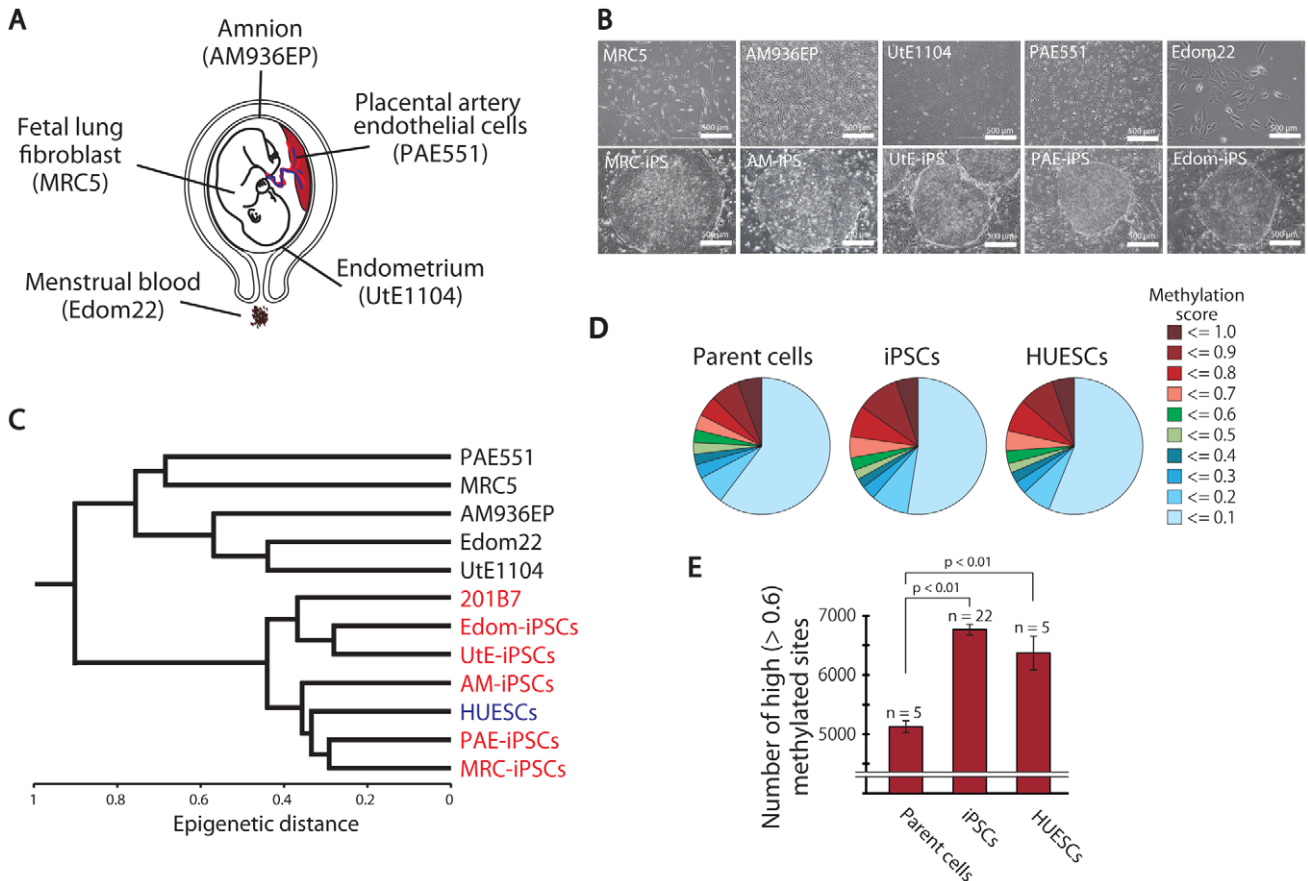 A
Amnion
(AM936EP)
Placental artery
endothelial cells
(PAE551)
Fetal lung
fibroblast
(MRC5)
Endometrium
(UtE1104)
Menstrual blood
(Edom22)
B
MRC5
500 µm
AM936EP
500 µm
UtE1104
500 µm
PAE551
500 µm
Edom22
500 µm
MRC-iPS
500 µm
AM-iPS
500 µm
UtE-iPS
500 µm
PAE-iPS
500 µm
Edom-iPS
500 µm
C
PAE551
MRC5
AM936EP
Edom22
UtE1104
201B7
Edom-iPSCs
UtE-iPSCs
AM-iPSCs
HUESCs
PAE-iPSCs
MRC-iPSCs
1 0.8 0.6 0.4 0.2 0
Epigenetic distance
D
Parent cells
iPSCs
HUESCs
Methylation
score
<= 1.0
<= 0.9
<= 0.8
<= 0.7
<= 0.6
<= 0.5
<= 0.4
<= 0.3
<= 0.2
<= 0.1
E
p < 0.01
p < 0.01
Number of high (> 0.6)
methylated sites
7000
6000
5000
n = 5
n = 22
n = 5
Parent cells
iPSCs
HUESCs